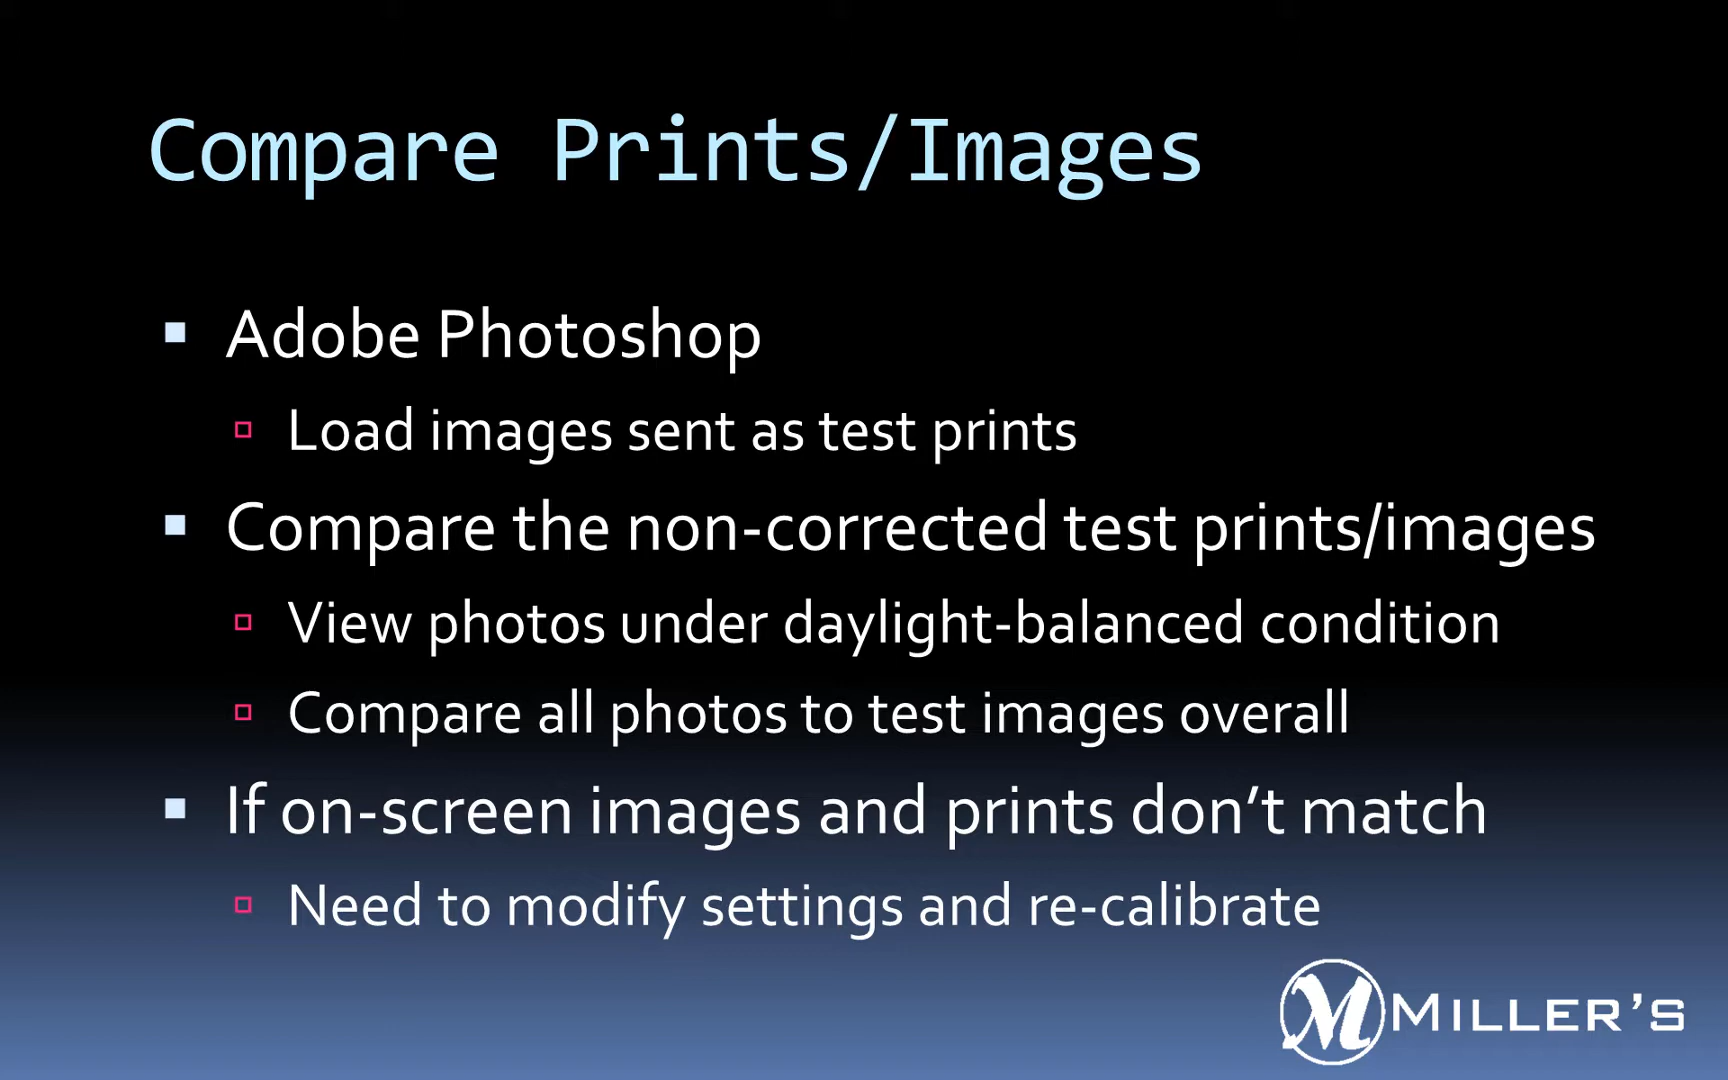 Compare Prints/Images
Adobe Photoshop
Load images sent as test prints
Compare the non-corrected test prints/images
View photos under daylight-balanced condition
Compare all photos to test images overall
If on-screen images and prints don’t match
Need to modify settings and re-calibrate
M MILLER’S